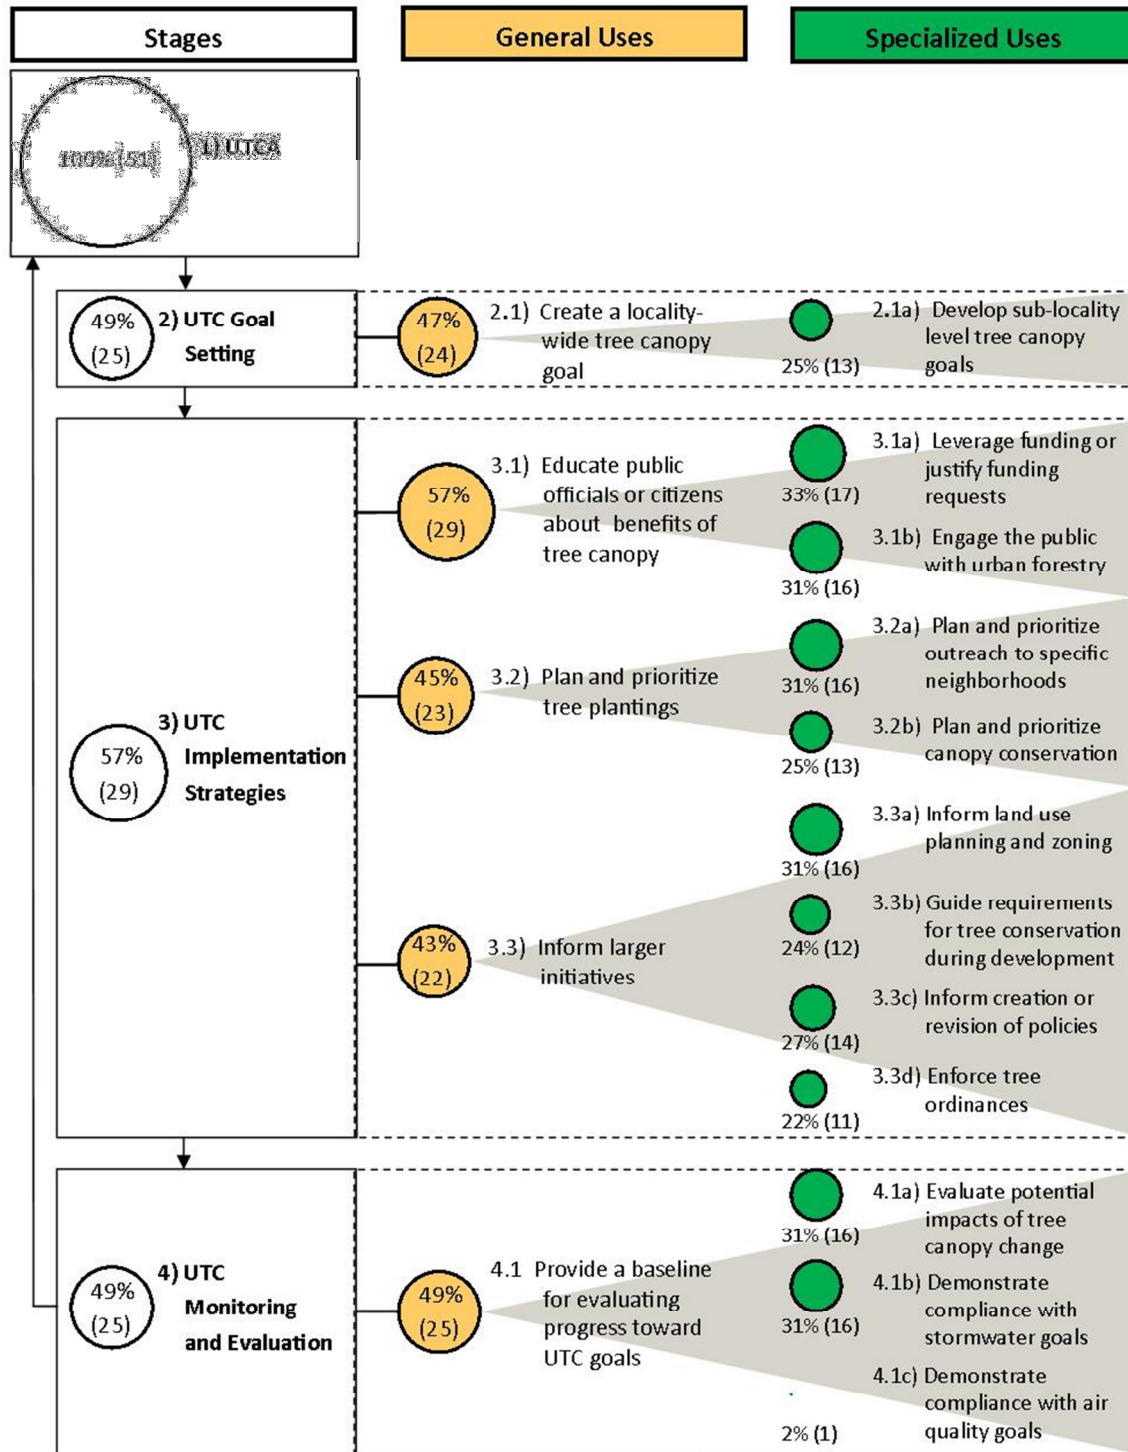 Stages
General Uses
Specialized Uses
100% (51)
1) UTCA
49%
(25)
2) UTC Goal
Setting
47%
(24)
2.1) Create a locality-
wide tree canopy
goal
25% (13)
2.1a) Develop sub-locality
level tree canopy
goals
57%
(29)
3) UTC
Implementation
Strategies
57%
(29)
3.1) Educate public
officials or citizens
about benefits of
tree canopy
33% (17)
3.1a) Leverage funding or
justify funding
requests
31% (16)
3.1b) Engage the public
with urban forestry
45%
(23)
3.2) Plan and prioritize
tree plantings
31% (16)
3.2a) Plan and prioritize
outreach to specific
neighborhoods
25% (13)
3.2b) Plan and prioritize
canopy conservation
43%
(22)
3.3) Inform larger
initiatives
31% (16)
3.3a) Inform land use
planning and zoning
24% (12)
3.3b) Guide requirements
for tree conservation
during development
27% (14)
3.3c) Inform creation or
revision of policies
22% (11)
3.3d) Enforce tree
ordinances
49%
(25)
4) UTC
Monitoring
and Evaluation
49%
(25)
4.1 Provide a baseline
for evaluating
progress toward
UTC goals
31% (16)
4.1a) Evaluate potential
impacts of tree
canopy change
31% (16)
4.1b) Demonstrate
compliance with
stormwater goals
2% (1)
4.1c) Demonstrate
compliance with air
quality goals